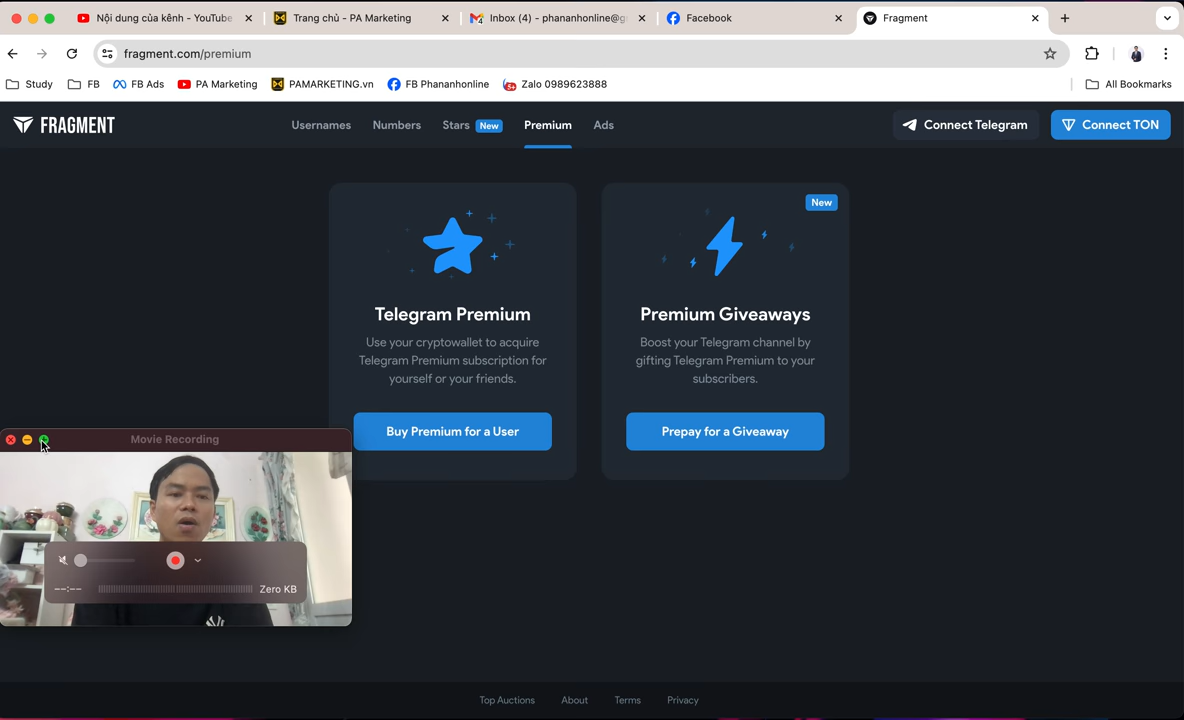 Nội dung của kênh - YouTube
Trang chủ - PA Marketing
Inbox (4) - phananhonline@g
Facebook
Fragment
fragment.com/premium
Study
FB
FB Ads
PA Marketing
PAMARKETING.vn
FB Phananhonline
5+
Zalo 0989623888
All Bookmarks
FRAGMENT
Usernames
Numbers
Stars New
Premium
Ads
Connect Telegram
Connect TON
Telegram Premium
Use your cryptowallet to acquire
Telegram Premium subscription for
yourself or your friends.
Buy Premium for a User
New
Premium Giveaways
Boost your Telegram channel by
gifting Telegram Premium to your
subscribers.
Prepay for a Giveaway
Movie Recording
--:--
Zero KB
Top Auctions
About
Terms
Privacy